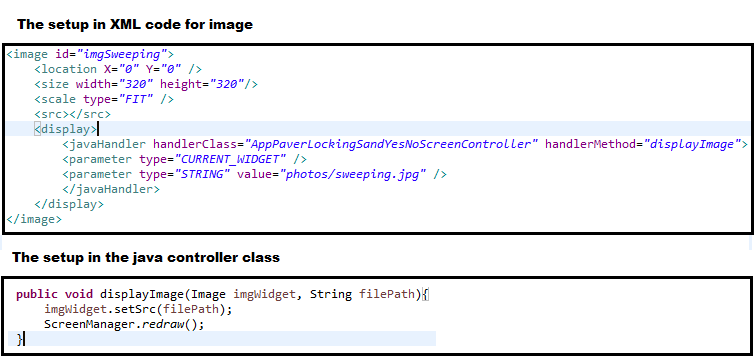 The setup in XML code for image
<image id="imgSweeping">
<location X="0" Y="0" />
<size width="320" height="320"/>
<scale type="FIT" />
<src></src>
<display>
<javaHandler handlerClass="AppPaverLockingSandYesNoScreenController" handlerMethod="displayImage">
<parameter type="CURRENT_WIDGET" />
<parameter type="STRING" value="photos/sweeping.jpg" />
</javaHandler>
</display>
</image>
The setup in the java controller class
public void displayImage(Image imgWidget, String filePath){
imgWidget.setSrc(filePath);
ScreenManager.redraw();
}